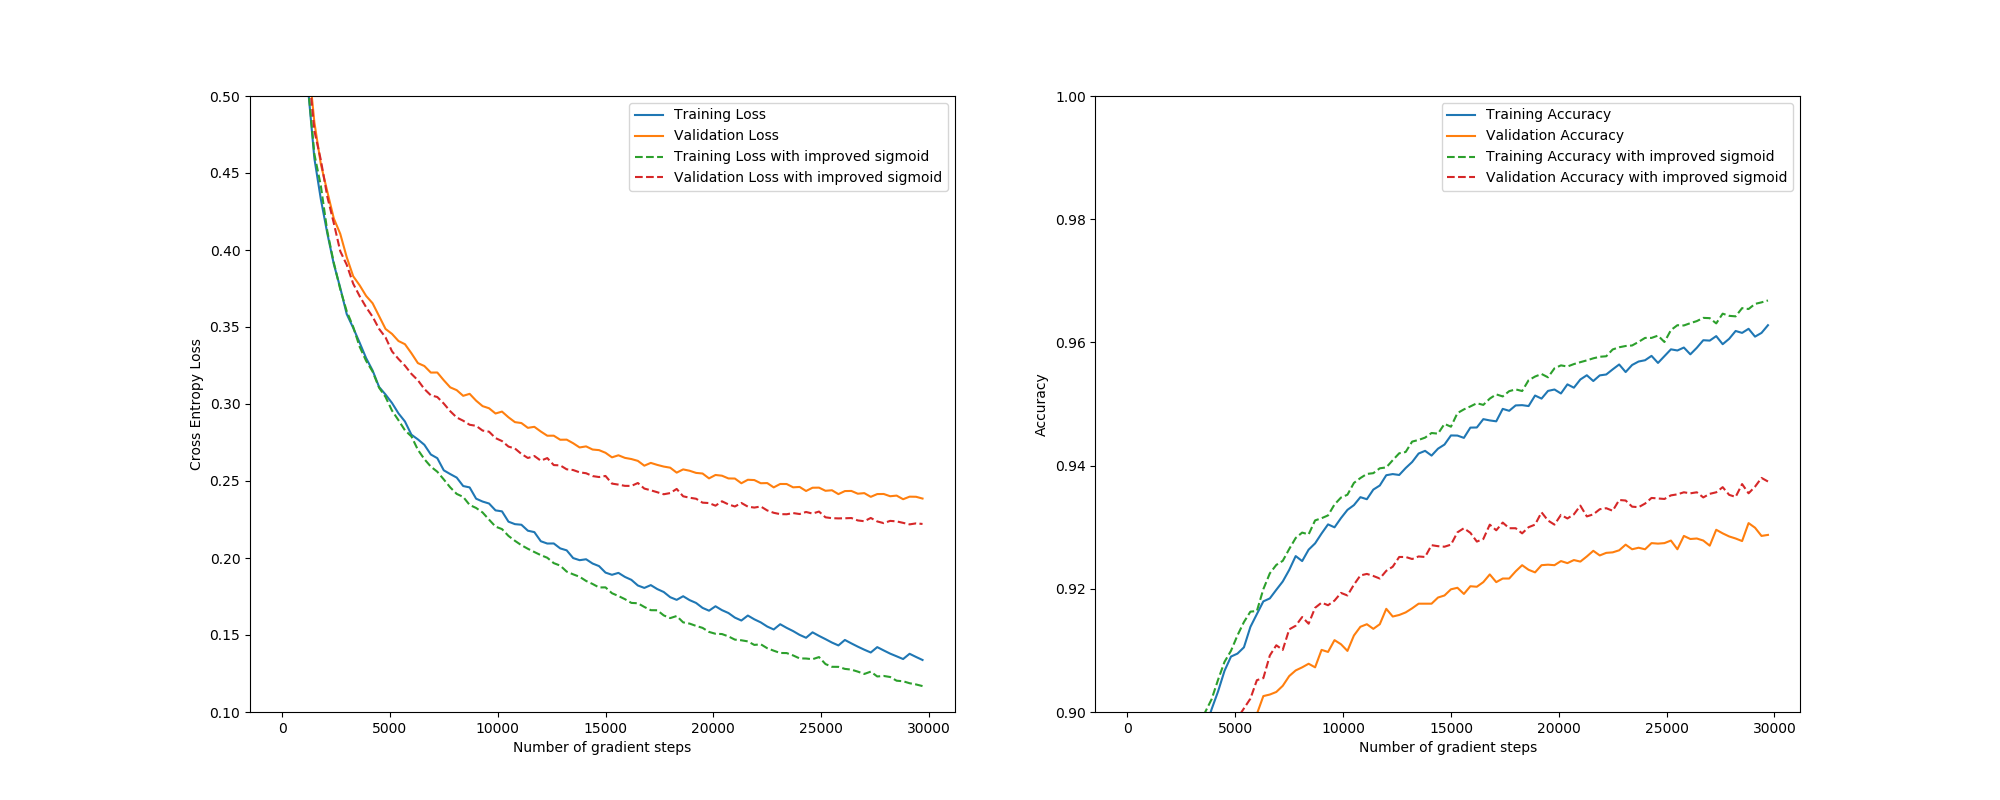 0.50
0.45
0.40
0.35
0.30
0.25
0.20
0.15
0.10
Cross Entropy Loss
Training Loss
Validation Loss
Training Loss with improved sigmoid
Validation Loss with improved sigmoid
0 5000 10000 15000 20000 25000 30000
Number of gradient steps
1.00
0.98
0.96
0.94
0.92
0.90
Accuracy
Training Accuracy
Validation Accuracy
Training Accuracy with improved sigmoid
Validation Accuracy with improved sigmoid
0 5000 10000 15000 20000 25000 30000
Number of gradient steps